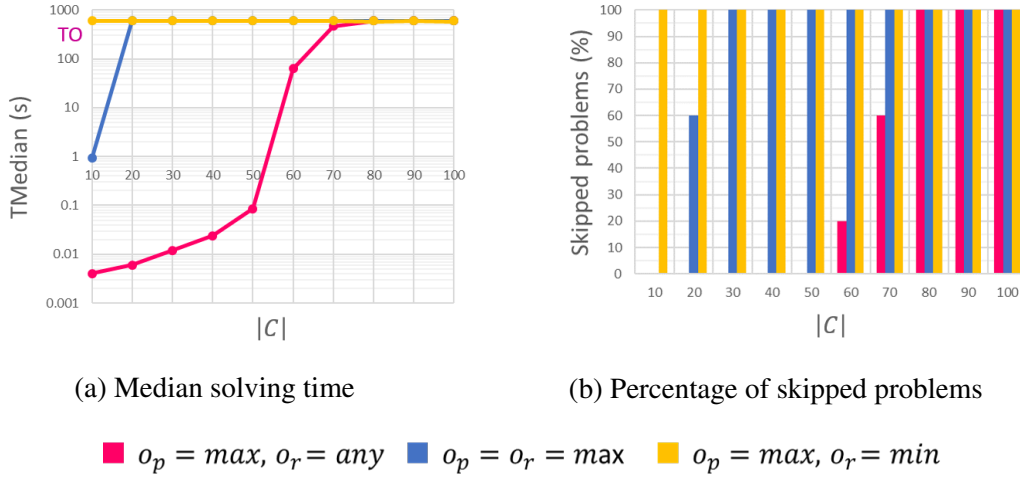 1000
TO
100
10
1
0.1
0.01
0.001
TMedian (s)
10 20 30 40 50 60 70 80 90 100
|C|
100
90
80
70
60
50
40
30
20
10
0
Skipped problems (%)
10 20 30 40 50 60 70 80 90 100
|C|
(a) Median solving time
(b) Percentage of skipped problems
o_p = max, o_r = any o_p = o_r = max o_p = max, o_r = min